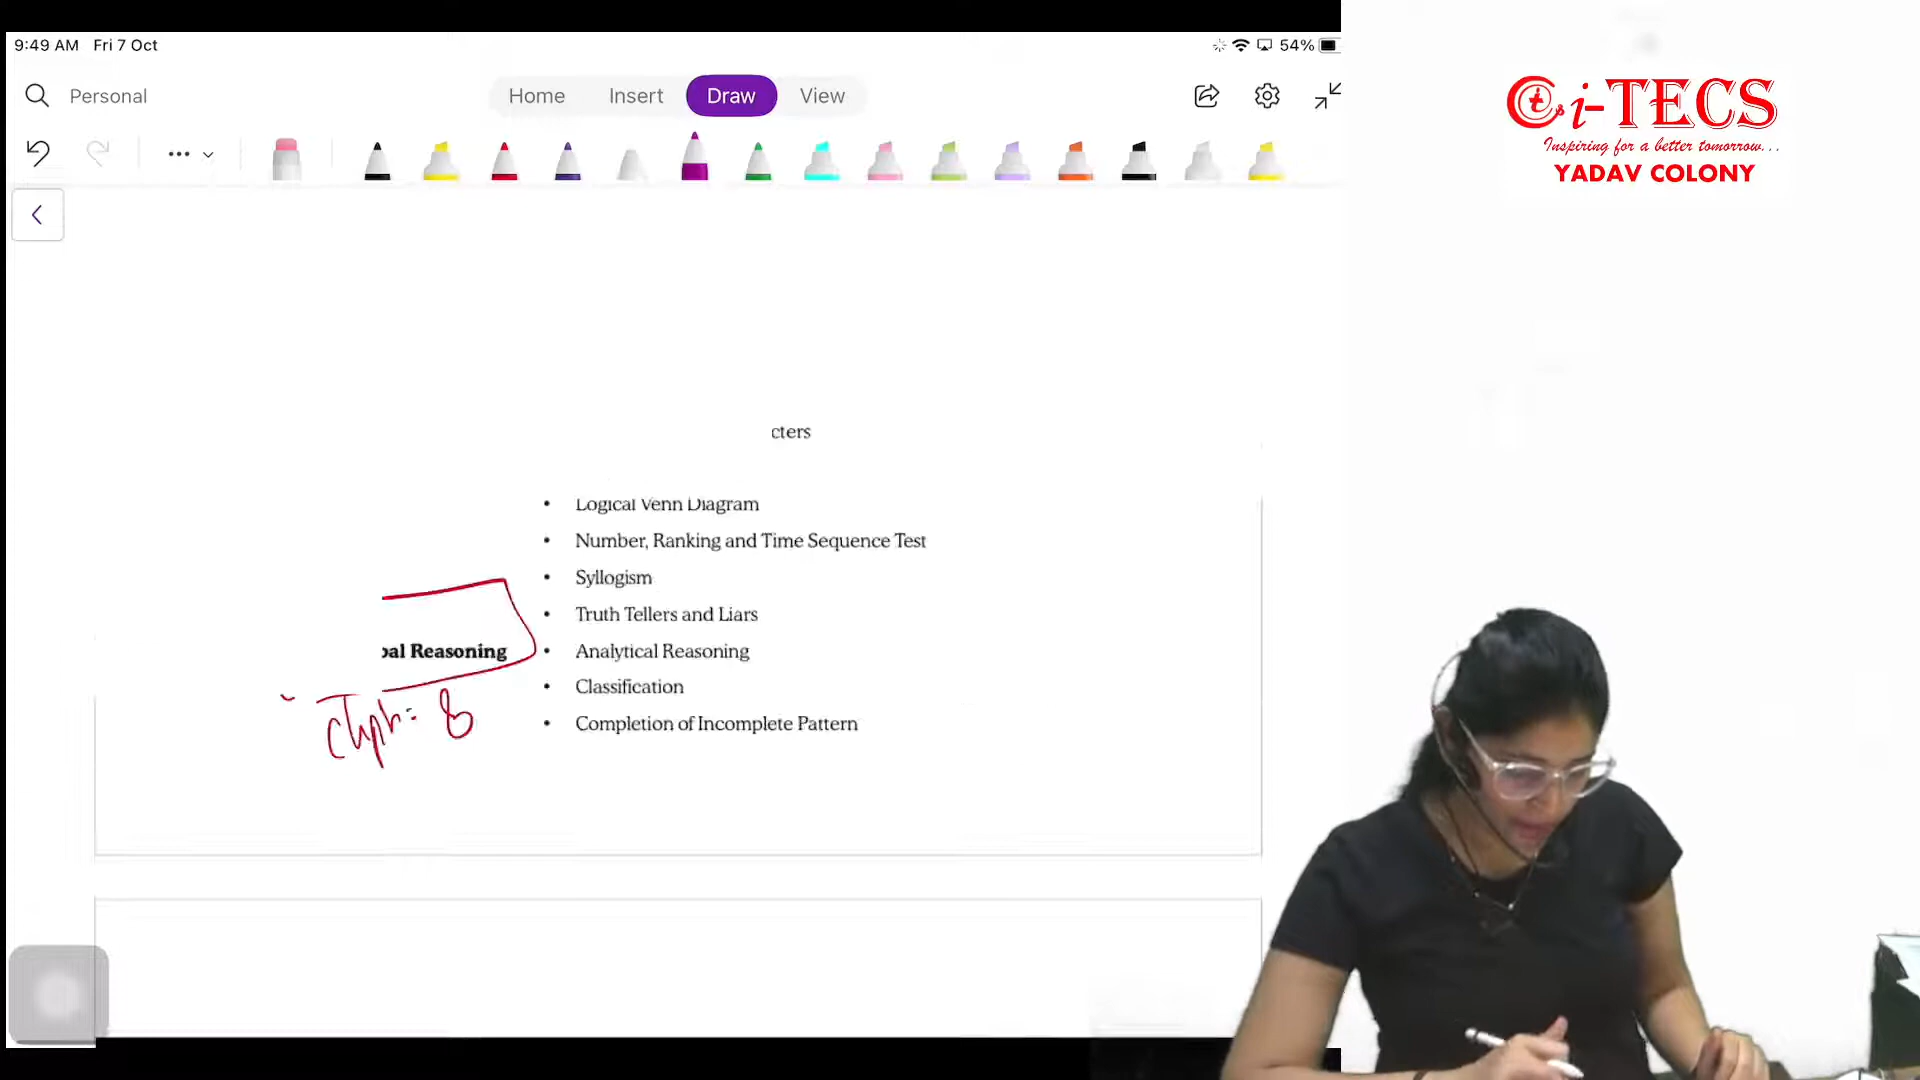 9:49 AM Fri 7 Oct
54%
Personal
Home Insert Draw View
i-TECS
Inspiring for a better tomorrow...
YADAV COLONY
cters
• Logical Venn Diagram
• Number, Ranking and Time Sequence Test
• Syllogism
• Truth Tellers and Liars
bal Reasoning
• Analytical Reasoning
• Classification
8
• Completion of Incomplete Pattern